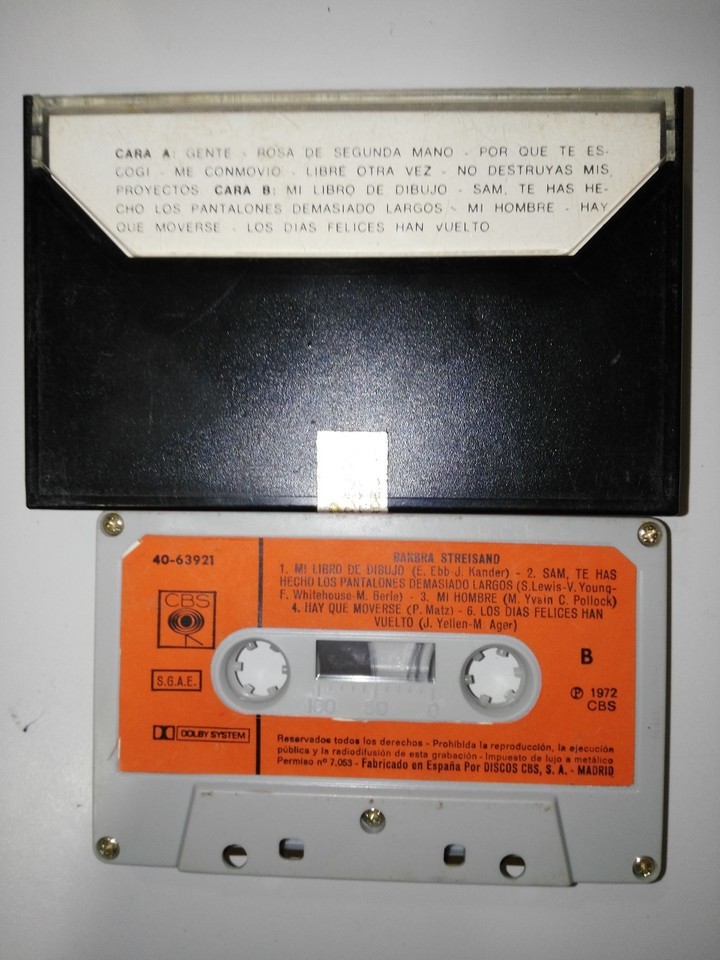 CARA A: GENTE - ROSA DE SEGUNDA MANO - POR QUE TE ES-
COGI - ME CONMOVIO - LIBRE OTRA VEZ - NO DESTRUYAS MIS
PROYECTOS CARA B: MI LIBRO DE DIBUJO - SAM, TE HAS HE-
CHO LOS PANTALONES DEMASIADO LARGOS - MI HOMBRE - HAY
QUE MOVERSE - LOS DIAS FELICES HAN VUELTO
40-63921
BARBRA STREISAND
1. MI LIBRO DE DIBUJO (E. Ebb-J. Kander) - 2. SAM, TE HAS
HECHO LOS PANTALONES DEMASIADO LARGOS (S.Lewis-V.Young-
F. Whitehouse-M. Berle) - 3. MI HOMBRE (M. Yvain C. Pollock)
4. HAY QUE MOVERSE (P. Matz) - 6. LOS DIAS FELICES HAN
VUELTO (J. Yellen-M. Ager)
CBS
S.G.A.E.
B
℗ 1972
CBS
100 50 0
DOLBY SYSTEM
Reservados todos los derechos - Prohibida la reproducción, la ejecución
pública y la radiodifusión de esta grabación - Impuesto de lujo a metálico
Permiso nº 7.053 - Fabricado en España Por DISCOS CBS, S. A. - MADRID